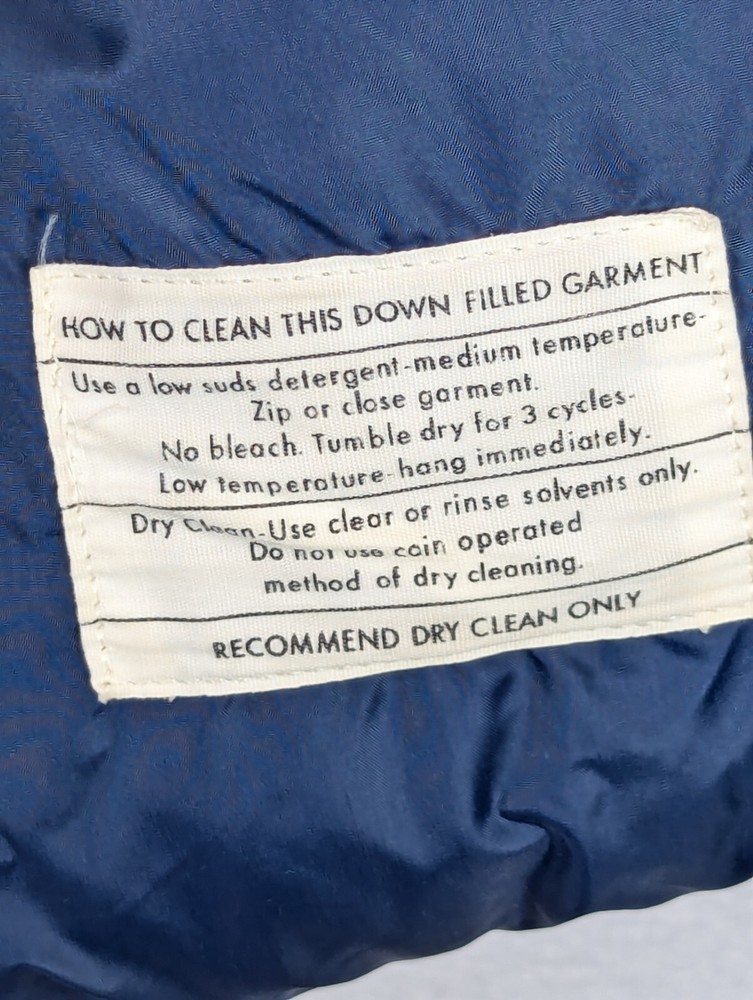 HOW TO CLEAN THIS DOWN FILLED GARMENT
Use a low suds detergent-medium temperature-
Zip or close garment.
No bleach. Tumble dry for 3 cycles-
Low temperature-hang immediately.
Dry Clean-Use clear or rinse solvents only.
Do not use coin operated
method of dry cleaning.
RECOMMEND DRY CLEAN ONLY